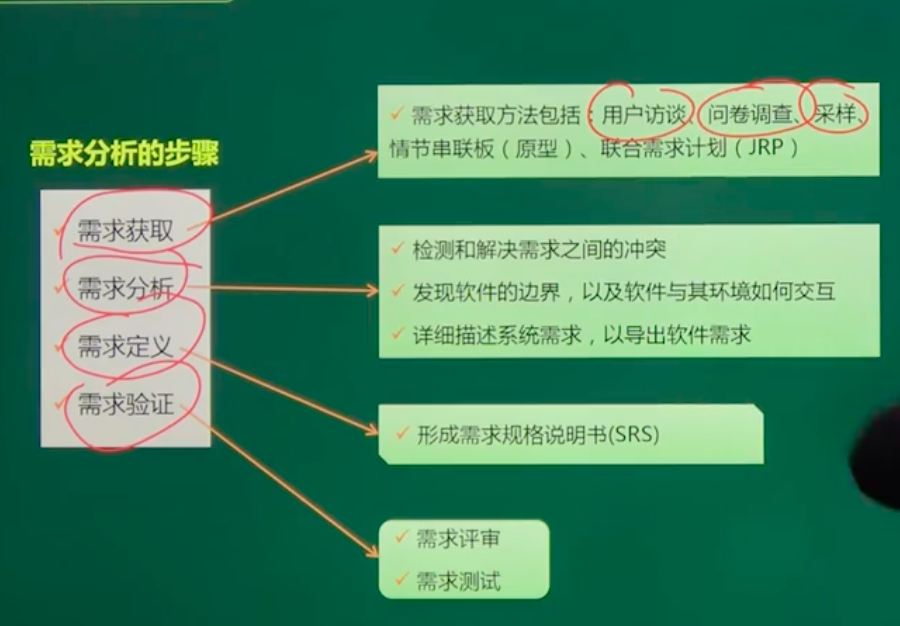 需求分析的步骤
需求获取
需求分析
需求定义
需求验证
需求获取方法包括：用户访谈、问卷调查、采样、
情节串联板（原型）、联合需求计划（JRP）
检测和解决需求之间的冲突
发现软件的边界，以及软件与其环境如何交互
详细描述系统需求，以导出软件需求
形成需求规格说明书(SRS)
需求评审
需求测试